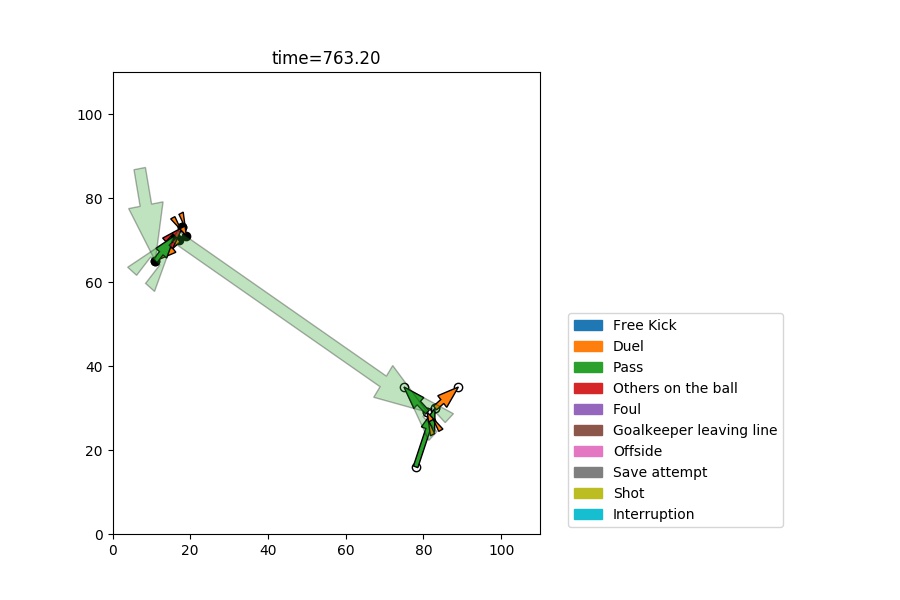 time=763.20
100
80
60
40
20
0
0 20 40 60 80 100
Free Kick
Duel
Pass
Others on the ball
Foul
Goalkeeper leaving line
Offside
Save attempt
Shot
Interruption